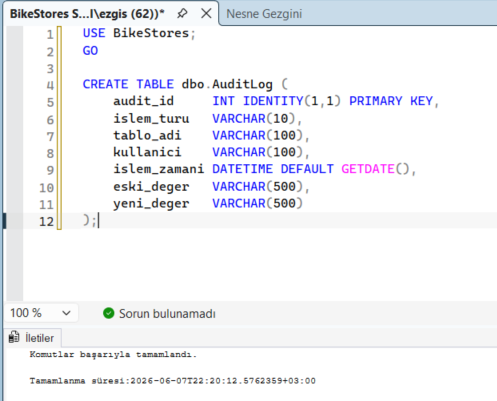 BikeStores S...l\ezgis (62))*
Nesne Gezgini
1 USE BikeStores;
2 GO
3
4 CREATE TABLE dbo.AuditLog (
5 audit_id INT IDENTITY(1,1) PRIMARY KEY,
6 islem_turu VARCHAR(10),
7 tablo_adi VARCHAR(100),
8 kullanici VARCHAR(100),
9 islem_zamani DATETIME DEFAULT GETDATE(),
10 eski_deger VARCHAR(500),
11 yeni_deger VARCHAR(500)
12 );
100 %
Sorun bulunamadı
İletiler
Komutlar başarıyla tamamlandı.
Tamamlanma süresi:2026-06-07T22:20:12.5762359+03:00